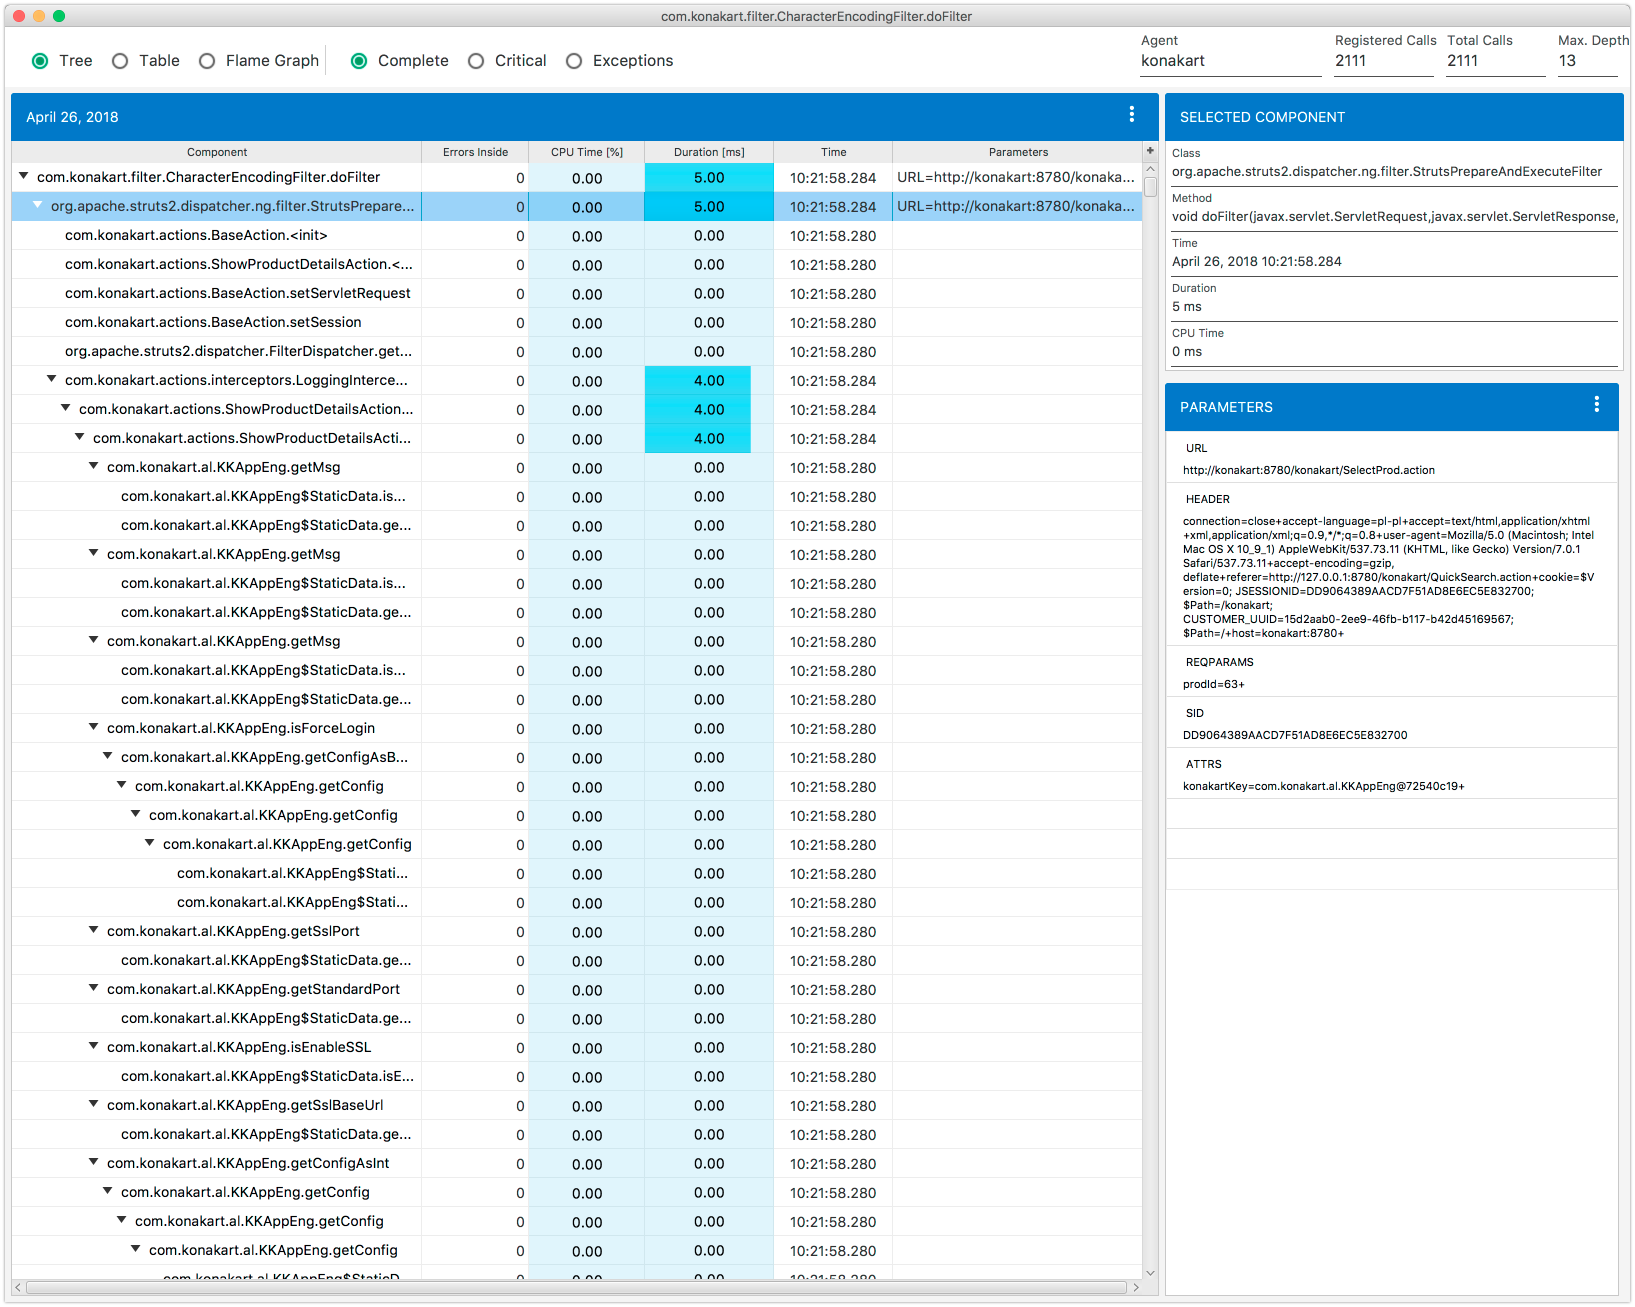 com.konakart.filter.CharacterEncodingFilter.doFilter
Tree Table Flame Graph Complete Critical Exceptions
Agent Registered Calls Total Calls Max. Depth
konakart 2111 2111 13
April 26, 2018
Component Errors Inside CPU Time [%] Duration [ms] Time Parameters +
com.konakart.filter.CharacterEncodingFilter.doFilter 0 0.00 5.00 10:21:58.284 URL=http://konakart:8780/konaka...
org.apache.struts2.dispatcher.ng.filter.StrutsPrepare... 0 0.00 5.00 10:21:58.284 URL=http://konakart:8780/konaka...
com.konakart.actions.BaseAction.<init> 0 0.00 0.00 10:21:58.280
com.konakart.actions.ShowProductDetailsAction.<... 0 0.00 0.00 10:21:58.280
com.konakart.actions.BaseAction.setServletRequest 0 0.00 0.00 10:21:58.280
com.konakart.actions.BaseAction.setSession 0 0.00 0.00 10:21:58.280
org.apache.struts2.dispatcher.FilterDispatcher.get... 0 0.00 0.00 10:21:58.280
com.konakart.actions.interceptors.LoggingInterce... 0 0.00 4.00 10:21:58.284
com.konakart.actions.ShowProductDetailsAction... 0 0.00 4.00 10:21:58.284
com.konakart.actions.ShowProductDetailsActi... 0 0.00 4.00 10:21:58.284
com.konakart.al.KKAppEng.getMsg 0 0.00 0.00 10:21:58.280
com.konakart.al.KKAppEng$StaticData.is... 0 0.00 0.00 10:21:58.280
com.konakart.al.KKAppEng$StaticData.ge... 0 0.00 0.00 10:21:58.280
com.konakart.al.KKAppEng.getMsg 0 0.00 0.00 10:21:58.280
com.konakart.al.KKAppEng$StaticData.is... 0 0.00 0.00 10:21:58.280
com.konakart.al.KKAppEng$StaticData.ge... 0 0.00 0.00 10:21:58.280
com.konakart.al.KKAppEng.getMsg 0 0.00 0.00 10:21:58.280
com.konakart.al.KKAppEng$StaticData.is... 0 0.00 0.00 10:21:58.280
com.konakart.al.KKAppEng$StaticData.ge... 0 0.00 0.00 10:21:58.280
com.konakart.al.KKAppEng.isForceLogin 0 0.00 0.00 10:21:58.280
com.konakart.al.KKAppEng.getConfigAsB... 0 0.00 0.00 10:21:58.280
com.konakart.al.KKAppEng.getConfig 0 0.00 0.00 10:21:58.280
com.konakart.al.KKAppEng.getConfig 0 0.00 0.00 10:21:58.280
com.konakart.al.KKAppEng.getConfig 0 0.00 0.00 10:21:58.280
com.konakart.al.KKAppEng$Stati... 0 0.00 0.00 10:21:58.280
com.konakart.al.KKAppEng$Stati... 0 0.00 0.00 10:21:58.280
com.konakart.al.KKAppEng.getSslPort 0 0.00 0.00 10:21:58.280
com.konakart.al.KKAppEng$StaticData.ge... 0 0.00 0.00 10:21:58.280
com.konakart.al.KKAppEng.getStandardPort 0 0.00 0.00 10:21:58.280
com.konakart.al.KKAppEng$StaticData.ge... 0 0.00 0.00 10:21:58.280
com.konakart.al.KKAppEng.isEnableSSL 0 0.00 0.00 10:21:58.280
com.konakart.al.KKAppEng$StaticData.isE... 0 0.00 0.00 10:21:58.280
com.konakart.al.KKAppEng.getSslBaseUrl 0 0.00 0.00 10:21:58.280
com.konakart.al.KKAppEng$StaticData.ge... 0 0.00 0.00 10:21:58.280
com.konakart.al.KKAppEng.getConfigAsInt 0 0.00 0.00 10:21:58.280
com.konakart.al.KKAppEng.getConfig 0 0.00 0.00 10:21:58.280
com.konakart.al.KKAppEng.getConfig 0 0.00 0.00 10:21:58.280
com.konakart.al.KKAppEng.getConfig 0 0.00 0.00 10:21:58.280
com.konakart.al.KKAppEng$StaticD... 0 0.00 0.00 10:21:58.280
SELECTED COMPONENT
Class
org.apache.struts2.dispatcher.ng.filter.StrutsPrepareAndExecuteFilter
Method
void doFilter(javax.servlet.ServletRequest,javax.servlet.ServletResponse,
Time
April 26, 2018 10:21:58.284
Duration
5 ms
CPU Time
0 ms
PARAMETERS
URL
http://konakart:8780/konakart/SelectProd.action
HEADER
connection=close+accept-language=pl-pl+accept=text/html,application/xhtml
+xml,application/xml;q=0.9,*/*;q=0.8+user-agent=Mozilla/5.0 (Macintosh; Intel
Mac OS X 10_9_1) AppleWebKit/537.73.11 (KHTML, like Gecko) Version/7.0.1
Safari/537.73.11+accept-encoding=gzip,
deflate+referer=http://127.0.0.1:8780/konakart/QuickSearch.action+cookie=$V
ersion=0; JSESSIONID=DD9064389AACD7F51AD8E6EC5E832700;
$Path=/konakart;
CUSTOMER_UUID=15d2aab0-2ee9-46fb-b117-b42d45169567;
$Path=/+host=konakart:8780+
REQPARAMS
prodId=63+
SID
DD9064389AACD7F51AD8E6EC5E832700
ATTRS
konakartKey=com.konakart.al.KKAppEng@72540c19+